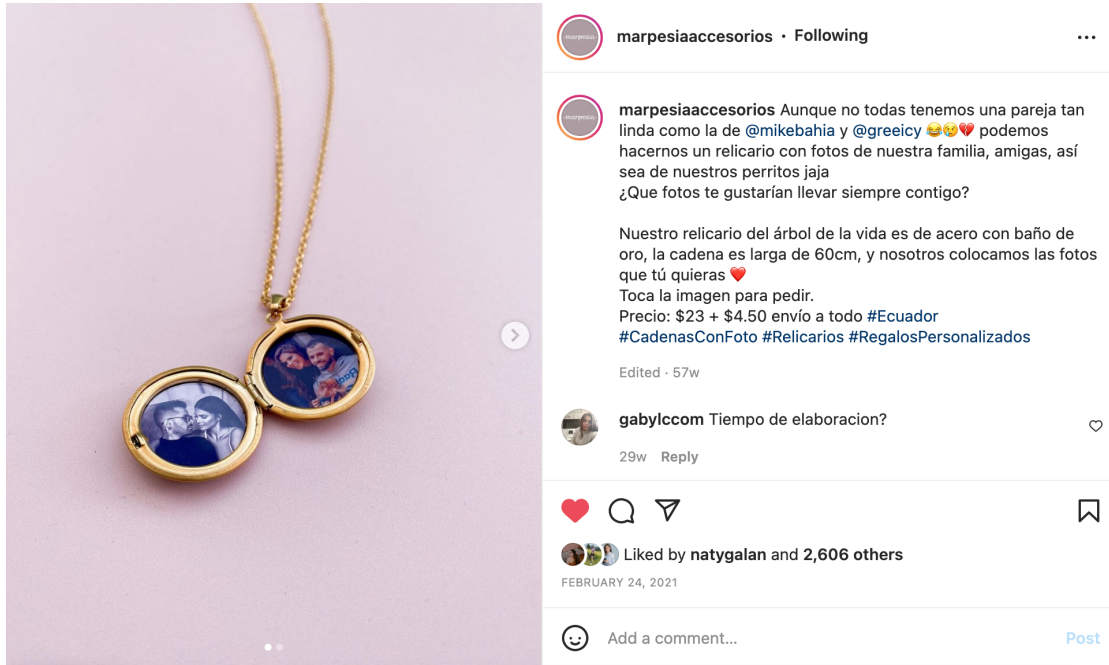 marpesia
marpesiaaccesorios • Following
marpesia
marpesiaaccesorios Aunque no todas tenemos una pareja tan
linda como la de @mikebahia y @greeicy 😂😢💔 podemos
hacernos un relicario con fotos de nuestra familia, amigas, así
sea de nuestros perritos jaja
¿Que fotos te gustarían llevar siempre contigo?
Nuestro relicario del árbol de la vida es de acero con baño de
oro, la cadena es larga de 60cm, y nosotros colocamos las fotos
que tú quieras ❤️
Toca la imagen para pedir.
Precio: $23 + $4.50 envío a todo #Ecuador
#CadenasConFoto #Relicarios #RegalosPersonalizados
Edited · 57w
gabylccom Tiempo de elaboracion?
29w Reply
Liked by natygalan and 2,606 others
FEBRUARY 24, 2021
Add a comment... Post